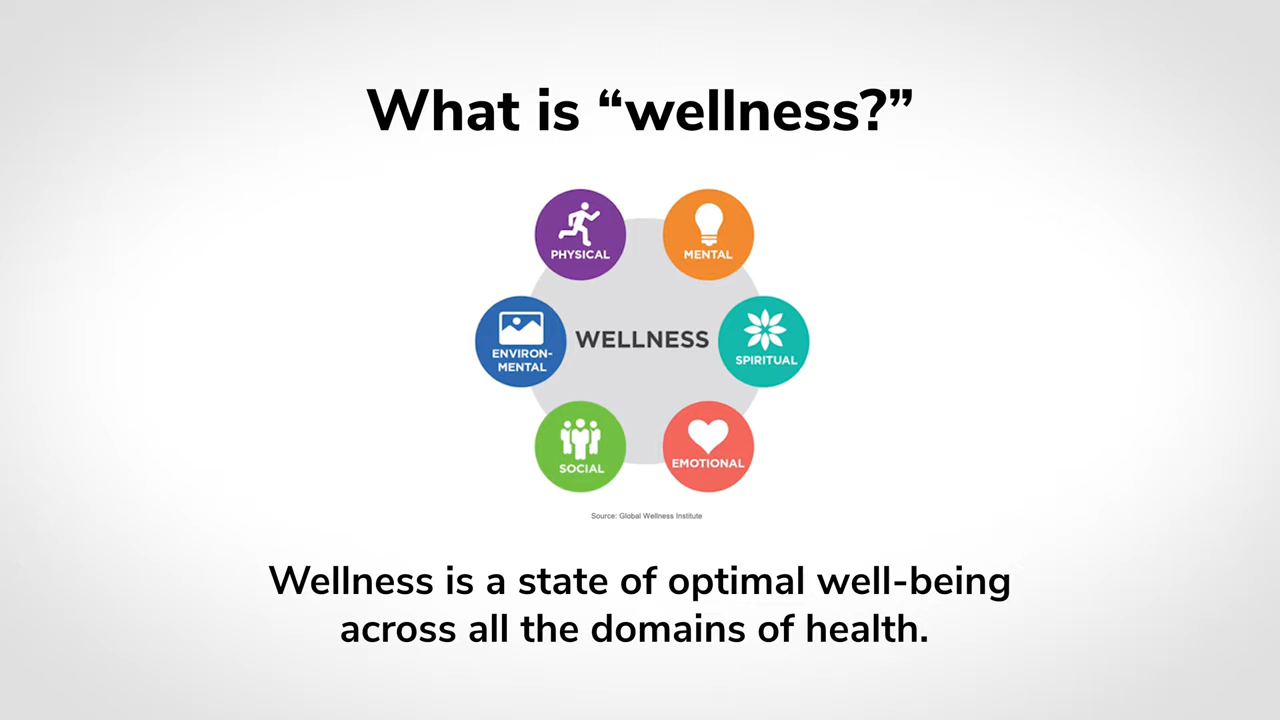 What is “wellness?”
PHYSICAL
MENTAL
ENVIRON-
MENTAL
WELLNESS
SPIRITUAL
SOCIAL
EMOTIONAL
Source: Global Wellness Institute
Wellness is a state of optimal well-being
across all the domains of health.